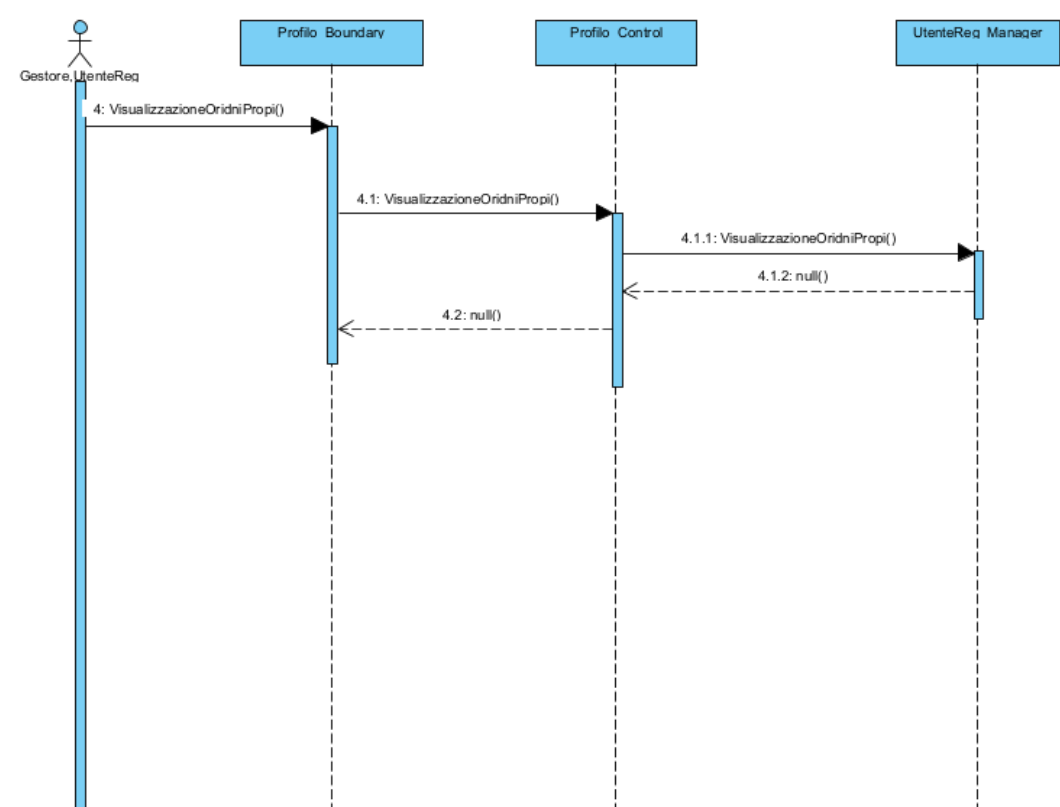 Profilo Boundary
Profilo Control
UtenteReg Manager
Gestore,UtenteReg
4: VisualizzazioneOridniPropi()
4.1: VisualizzazioneOridniPropi()
4.1.1: VisualizzazioneOridniPropi()
4.1.2: null()
4.2: null()